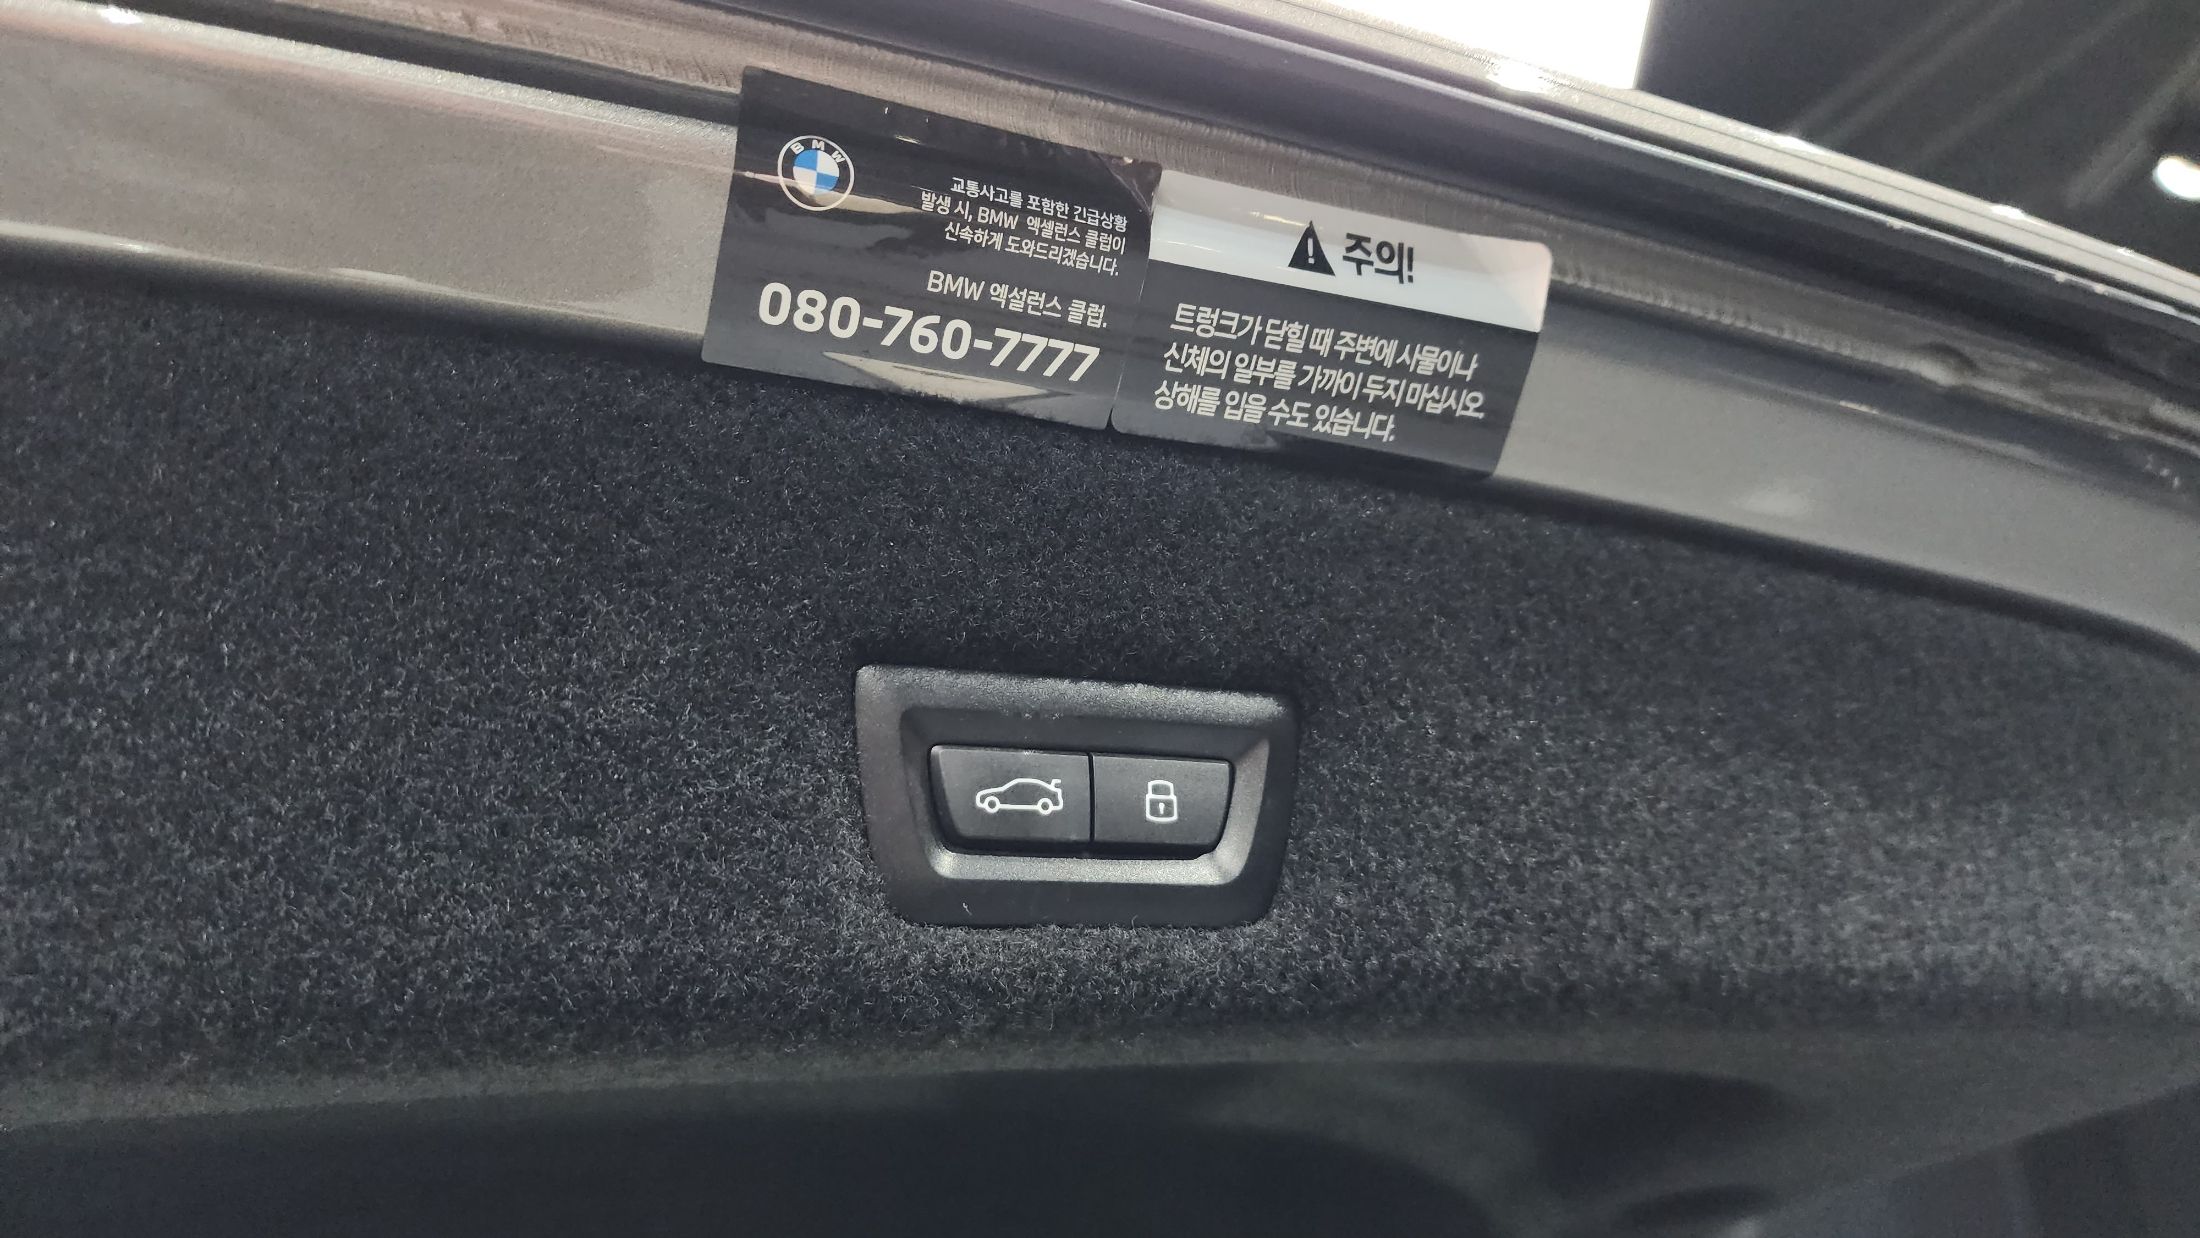 BMW
교통사고를 포함한 긴급상황
발생 시, BMW 엑셀런스 클럽이
신속하게 도와드리겠습니다.
BMW 엑설런스 클럽.
080-760-7777
주의!
트렁크가 닫힐 때 주변에 사물이나
신체의 일부를 가까이 두지 마십시오.
상해를 입을 수도 있습니다.